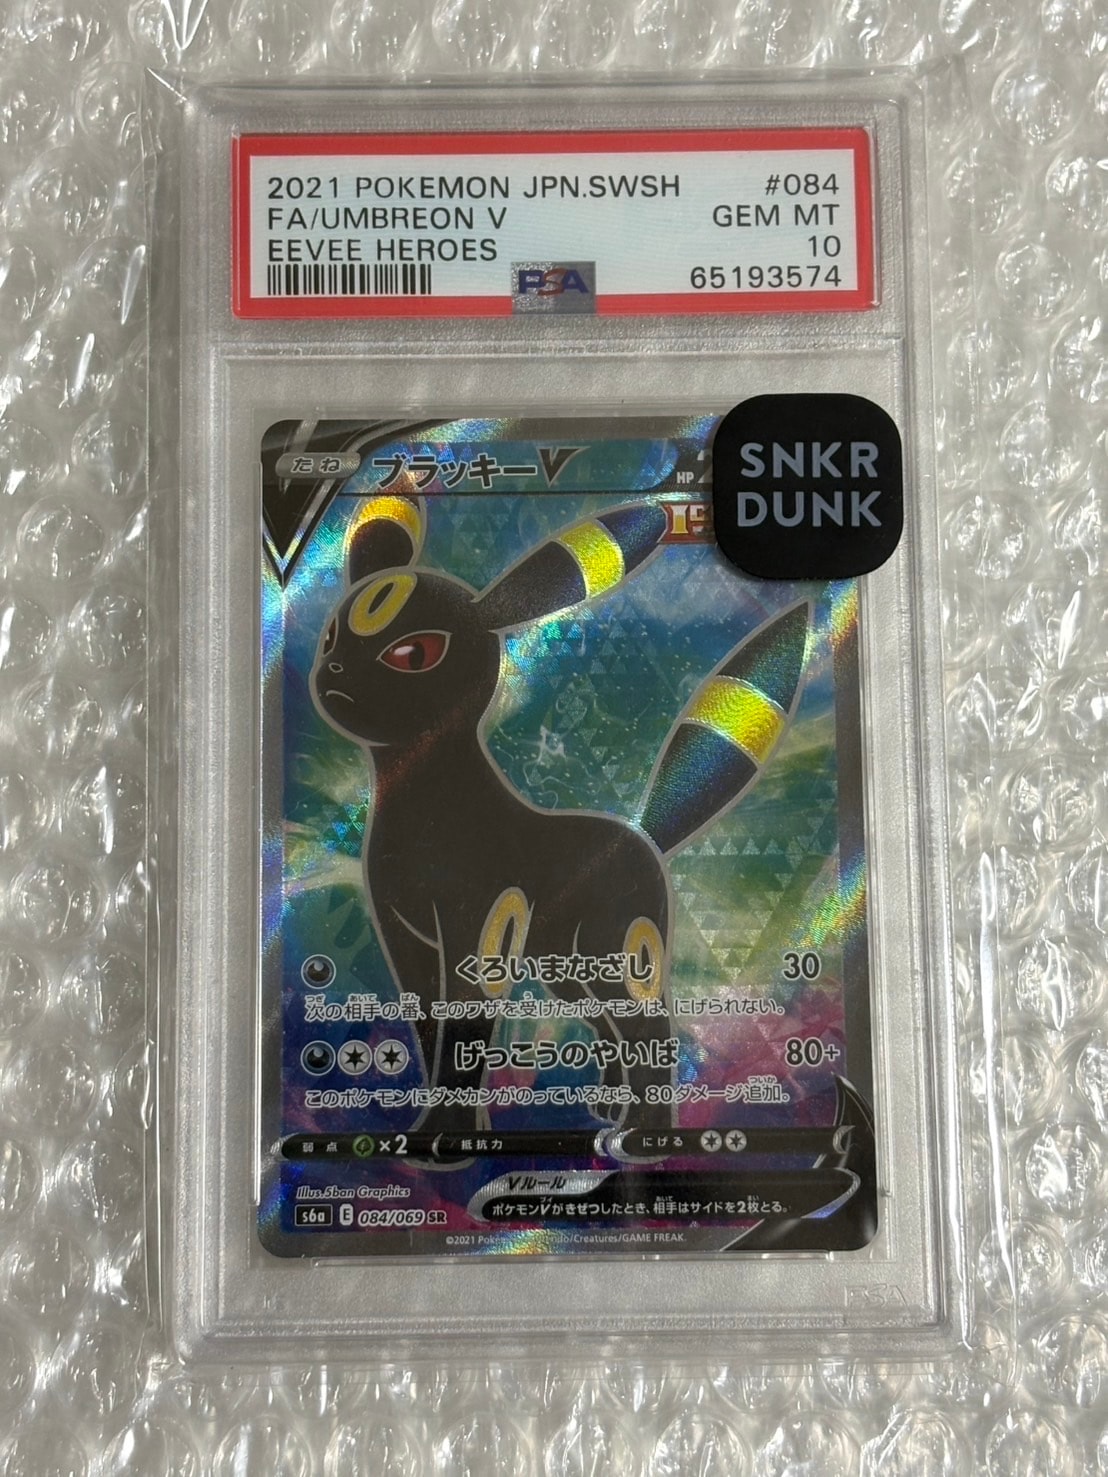 2021 POKEMON JPN.SWSH #084
FA/UMBREON V GEM MT
EEVEE HEROES 10
PSA 65193574
SNKR
DUNK
たね ブラッキーV HP
くろいまなざし 30
次の相手の番、このワザを受けたポケモンは、にげられない。
げっこうのやいば 80+
このポケモンにダメカンがのっているなら、80ダメージ追加。
弱点 ×2 抵抗力 にげる
Vルール
ポケモンVがきぜつしたとき、相手はサイドを2枚とる。
Illus.5ban Graphics
s6a E 084/069 SR
©2021 /Creatures/GAME FREAK.
PSA